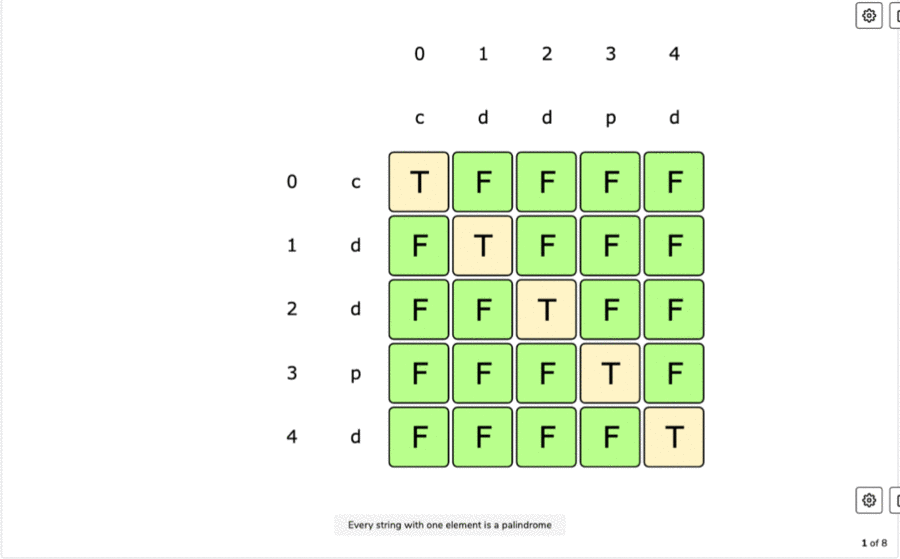 0 1 2 3 4
c d d p d
0 c T F F F F
1 d F T F F F
2 d F F T F F
3 p F F F T F
4 d F F F F T
Every string with one element is a palindrome
1 of 8